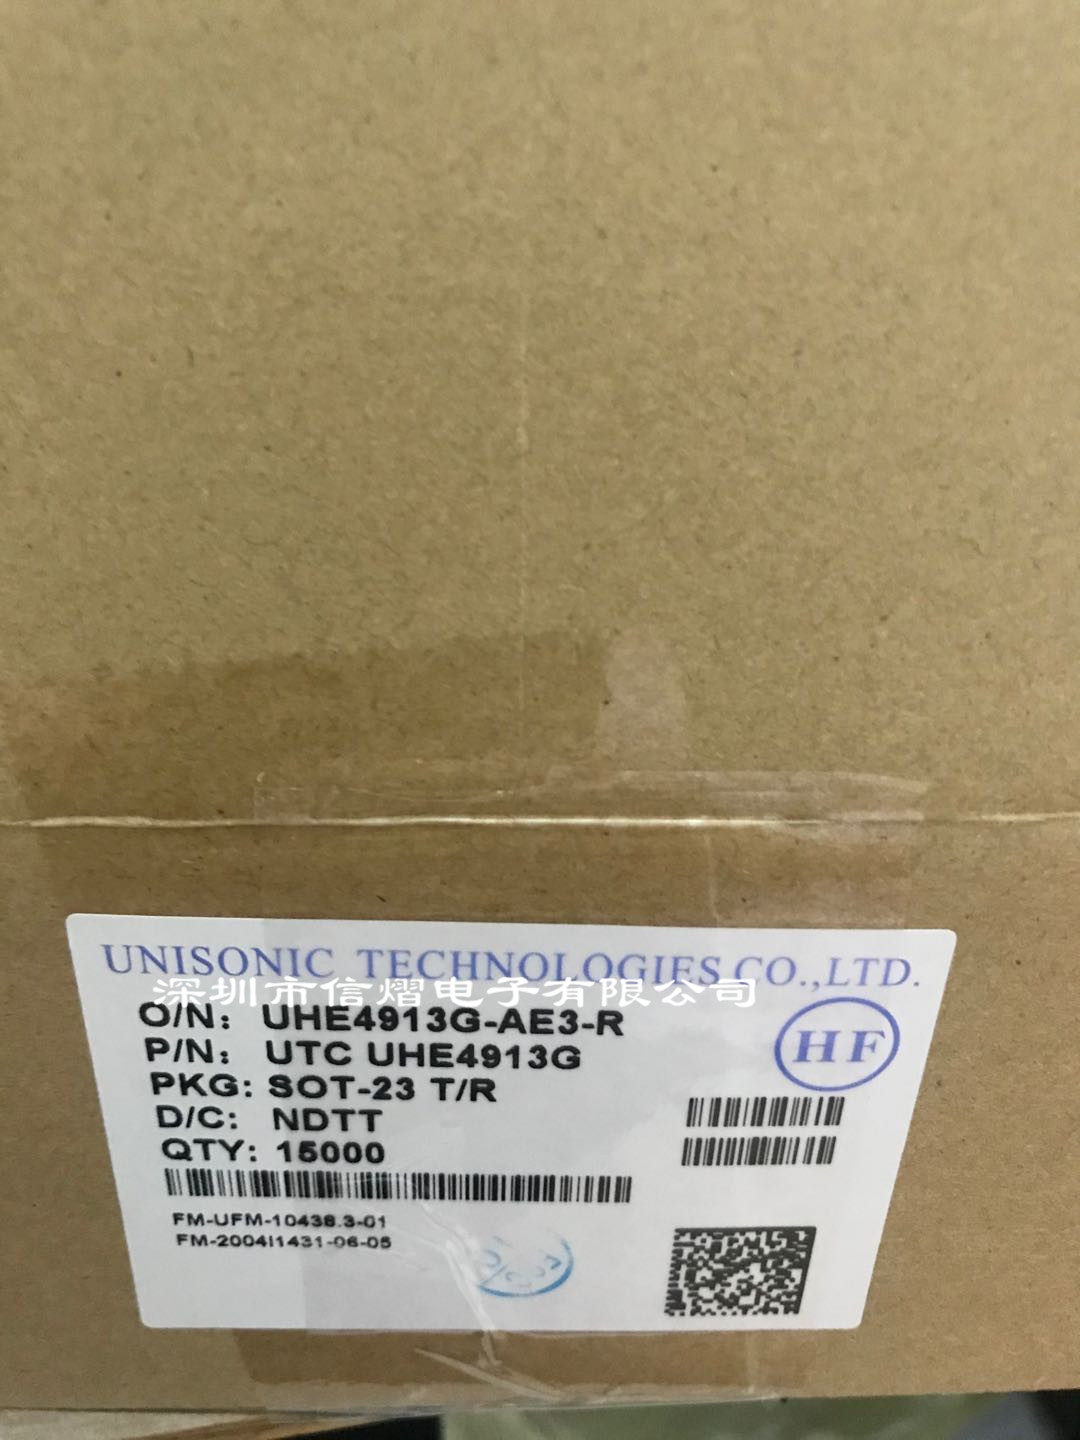 UNISONIC TECHNOLOGIES CO.,LTD.
深圳市信熠电子有限公司
O/N: UHE4913G-AE3-R
P/N: UTC UHE4913G
HF
PKG: SOT-23 T/R
D/C: NDTT
QTY: 15000
FM-UFM-10438.3-01
FM-2004I1431-06-05